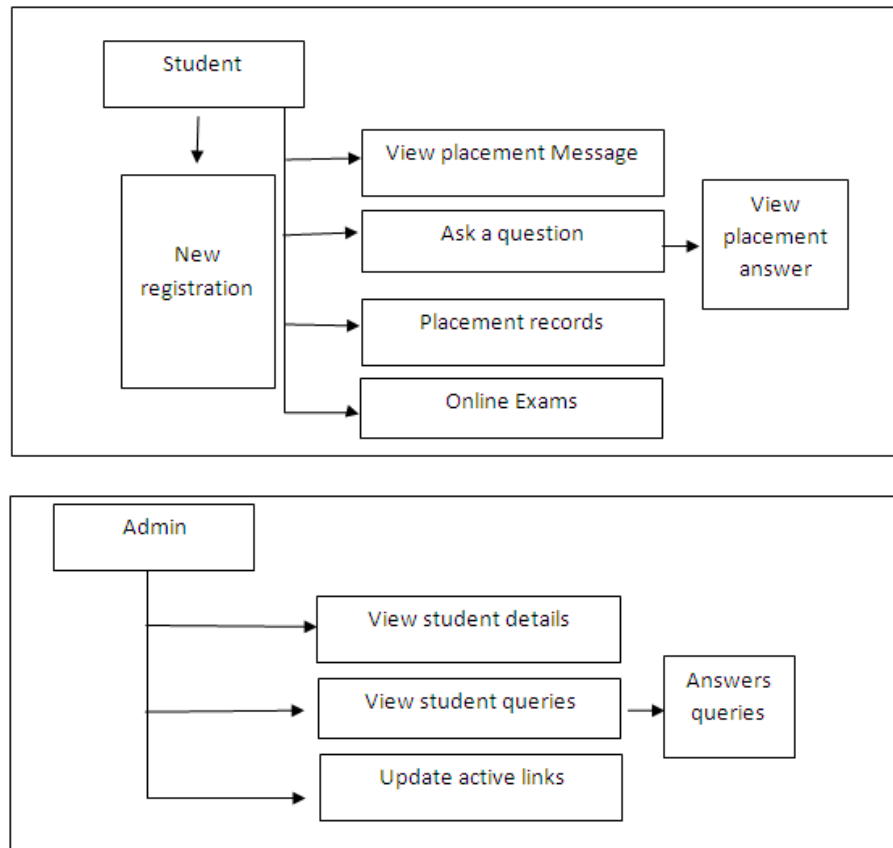 Student
View placement Message
Ask a question
View
placement
answer
New
registration
Placement records
Online Exams
Admin
View student details
View student queries
Answers
queries
Update active links